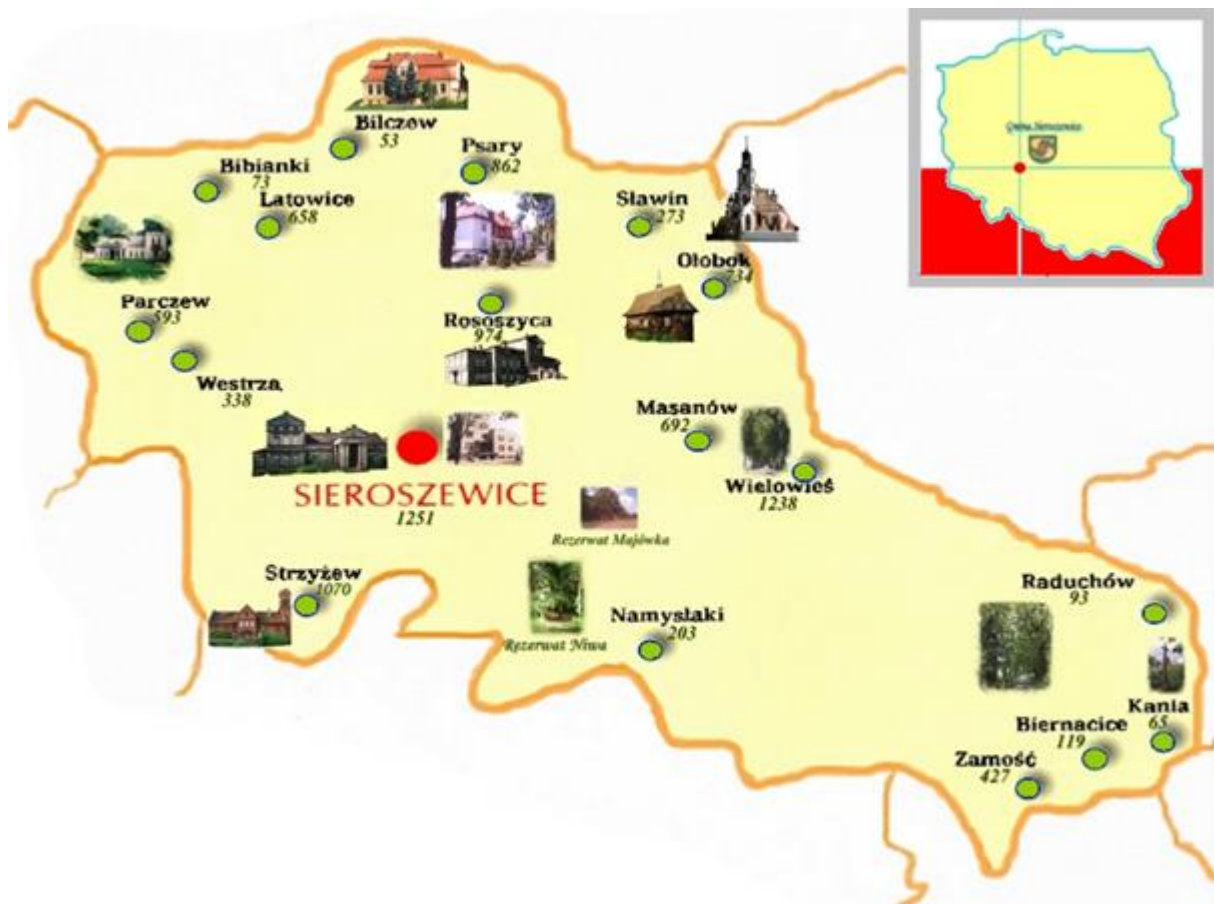 Gmina Sieroszewice
Bilczew
53
Psary
862
Bibianki
73
Latowice
658
Sławin
273
Ołobok
734
Parczew
593
Rososzyca
974
Westrza
338
Masanów
692
Wielowieś
1238
SIEROSZEWICE
1251
Rezerwat Majówka
Strzyżew
1070
Raduchów
93
Namysłaki
203
Rezerwat Niwa
Kania
65
Biernacice
119
Zamość
427